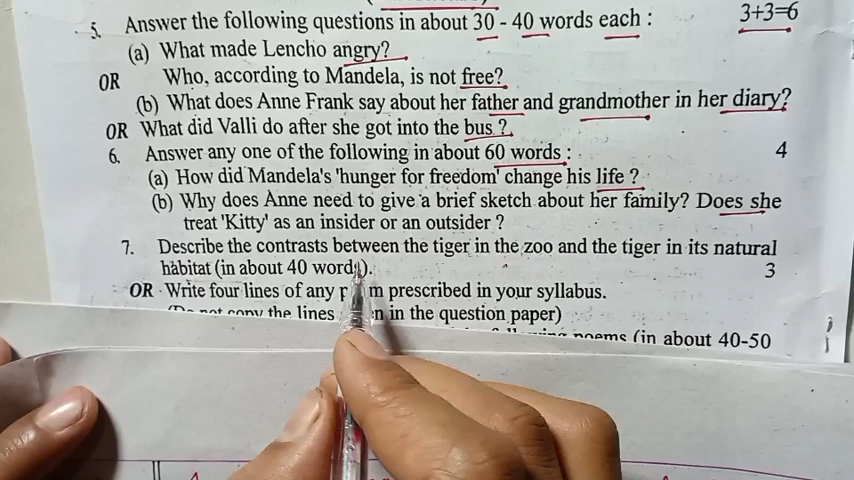 5. Answer the following questions in about 30 - 40 words each : 3+3=6
(a) What made Lencho angry?
OR Who, according to Mandela, is not free?
(b) What does Anne Frank say about her father and grandmother in her diary?
OR What did Valli do after she got into the bus ?
6. Answer any one of the following in about 60 words : 4
(a) How did Mandela's 'hunger for freedom' change his life ?
(b) Why does Anne need to give a brief sketch about her family? Does she
treat 'Kitty' as an insider or an outsider ?
7. Describe the contrasts between the tiger in the zoo and the tiger in its natural
habitat (in about 40 words). 3
OR Write four lines of any prescribed in your syllabus.
(Do not copy the lines in the question paper)
poems (in about 40-50